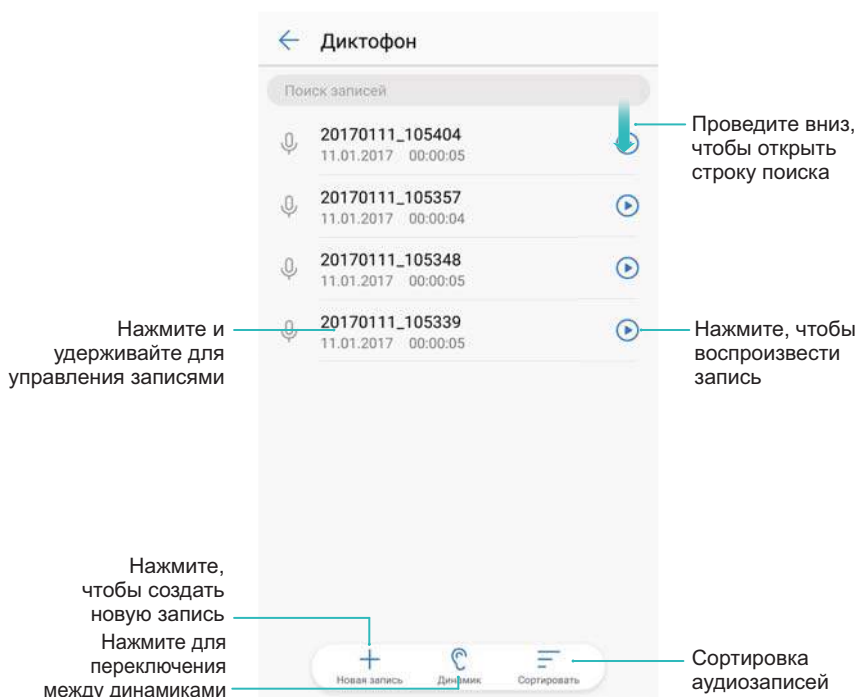 Диктофон
Поиск записей
20170111_105404
11.01.2017 00:00:05
Проведите вниз,
чтобы открыть
строку поиска
20170111_105357
11.01.2017 00:00:04
20170111_105348
11.01.2017 00:00:05
20170111_105339
11.01.2017 00:00:05
Нажмите и
удерживайте для
управления записями
Нажмите, чтобы
воспроизвести
запись
Нажмите,
чтобы создать
новую запись
Нажмите для
переключения
между динамиками
Новая запись
Динамик
Сортировать
Сортировка
аудиозаписей